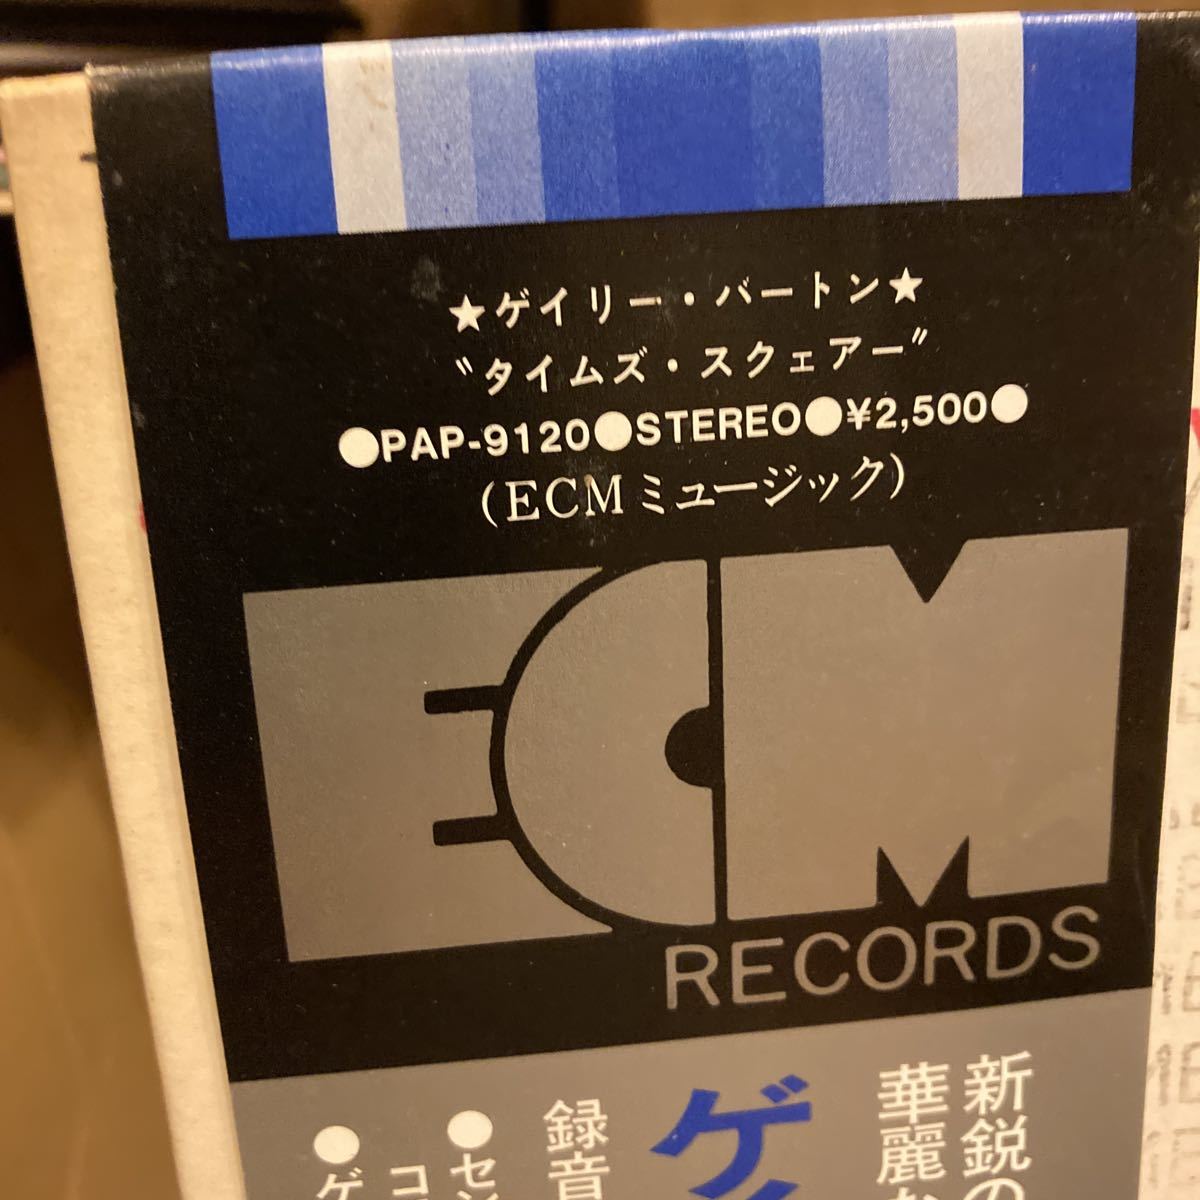 ★ゲイリー・バートン★
〝タイムズ・スクェアー〟
●PAP-9120●STEREO●¥2,500●
(ECMミュージック)
ECM
RECORDS
新鋭の
華麗な
ゲイ
録音
●セン
コ
●ゲ